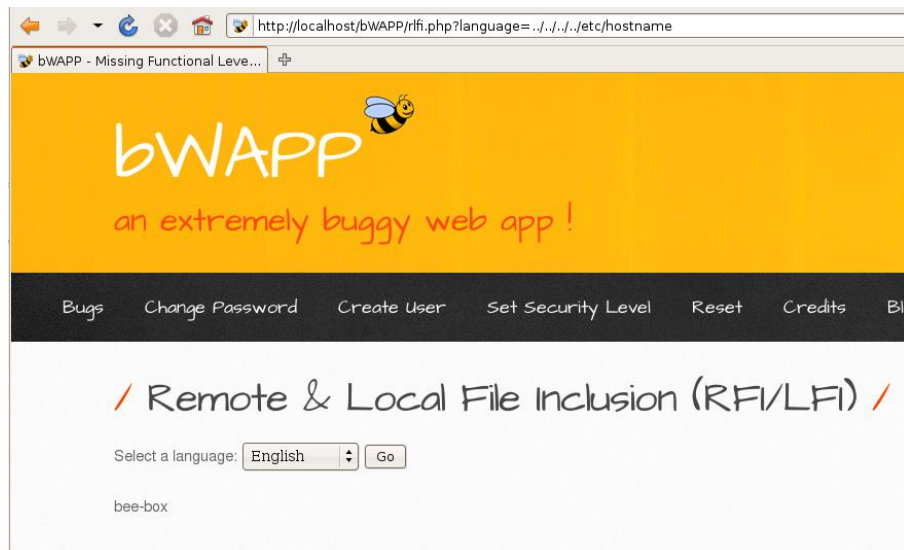 http://localhost/bWAPP/rlfi.php?language=../../../../etc/hostname
bWAPP - Missing Functional Leve...
bWAPP
an extremely buggy web app !
Bugs Change Password Create User Set Security Level Reset Credits Bl
/ Remote & Local File Inclusion (RFI/LFI) /
Select a language: English Go
bee-box